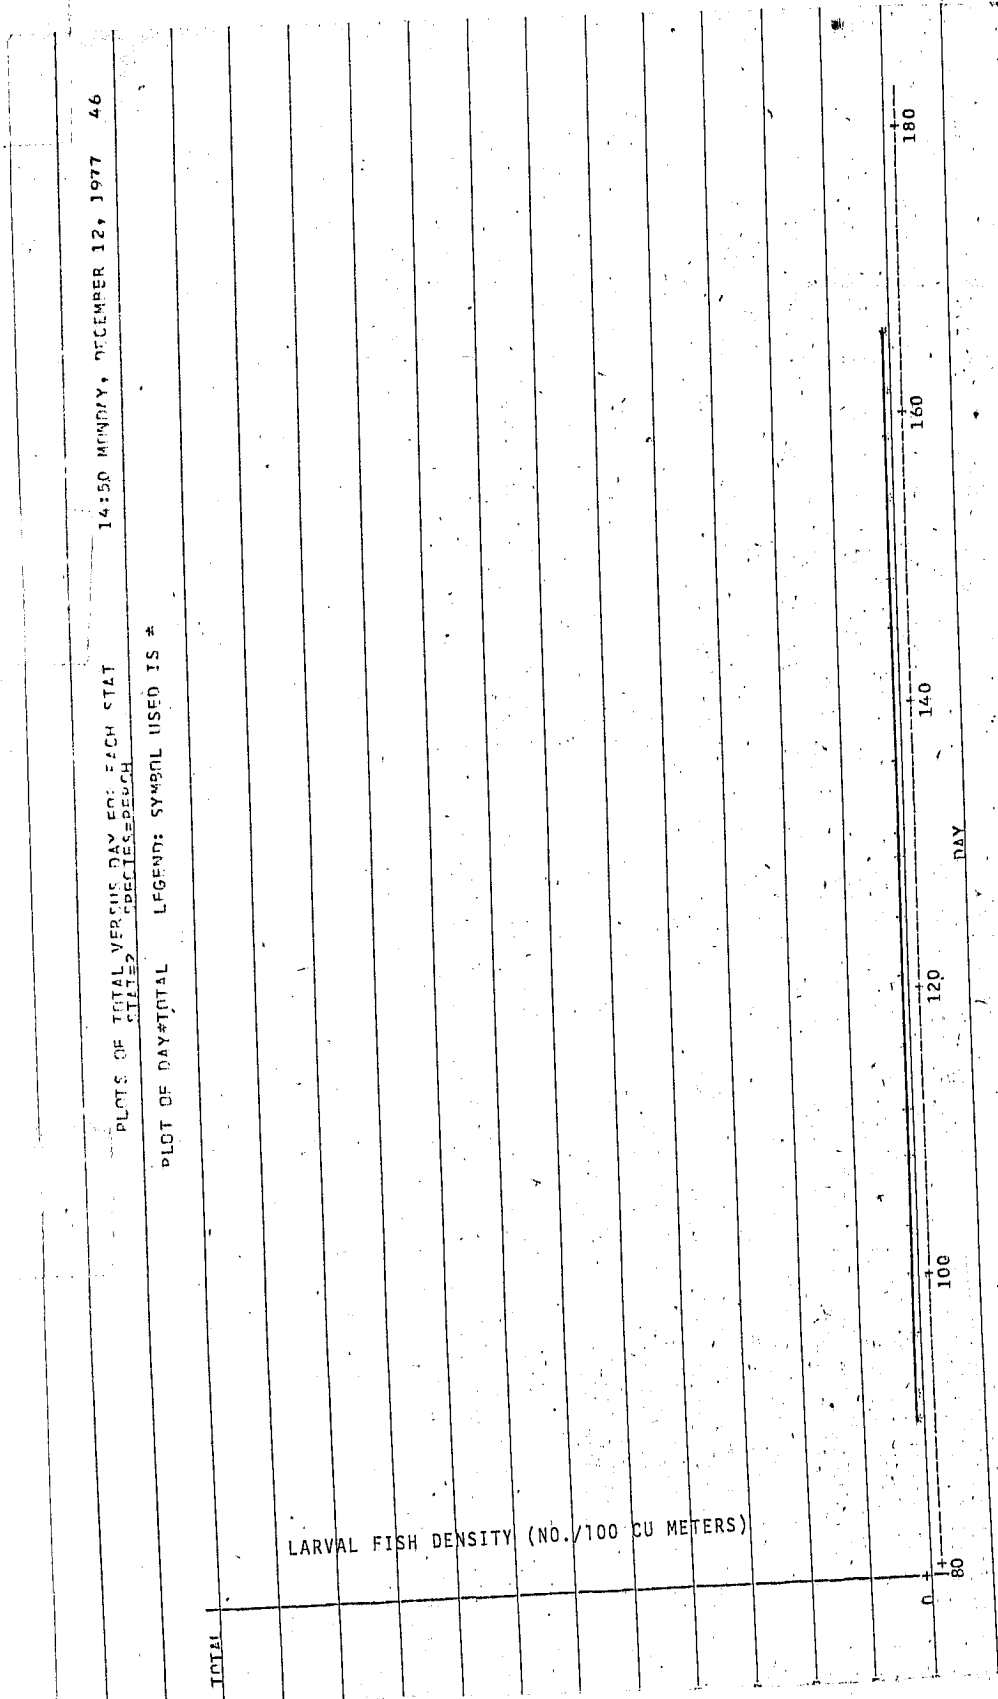 PLOTS OF TOTAL VERSUS DAY FOR EACH STAT 14:50 MONDAY, DECEMBER 12, 1977 46
STAT=2 SPECIES=PERCH
PLOT OF DAY*TOTAL LEGEND: SYMBOL USED IS *
TOTAL
LARVAL FISH DENSITY (NO./100 CU METERS)
0
80 100 120 140 160 180
DAY